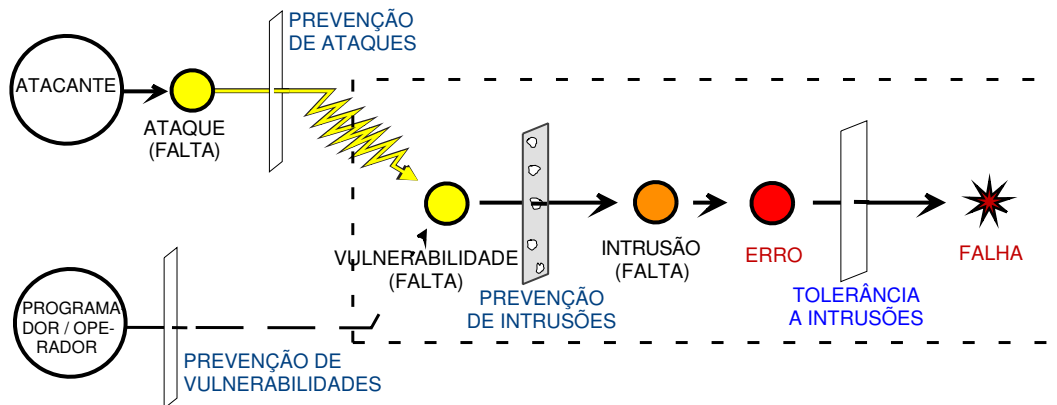 PREVENÇÃO
DE ATAQUES
ATACANTE
ATAQUE
(FALTA)
VULNERABILIDADE
(FALTA)
INTRUSÃO
(FALTA)
ERRO
FALHA
PREVENÇÃO
DE INTRUSÕES
TOLERÂNCIA
A INTRUSÕES
PROGRAMA
DOR / OPE-
RADOR
PREVENÇÃO DE
VULNERABILIDADES